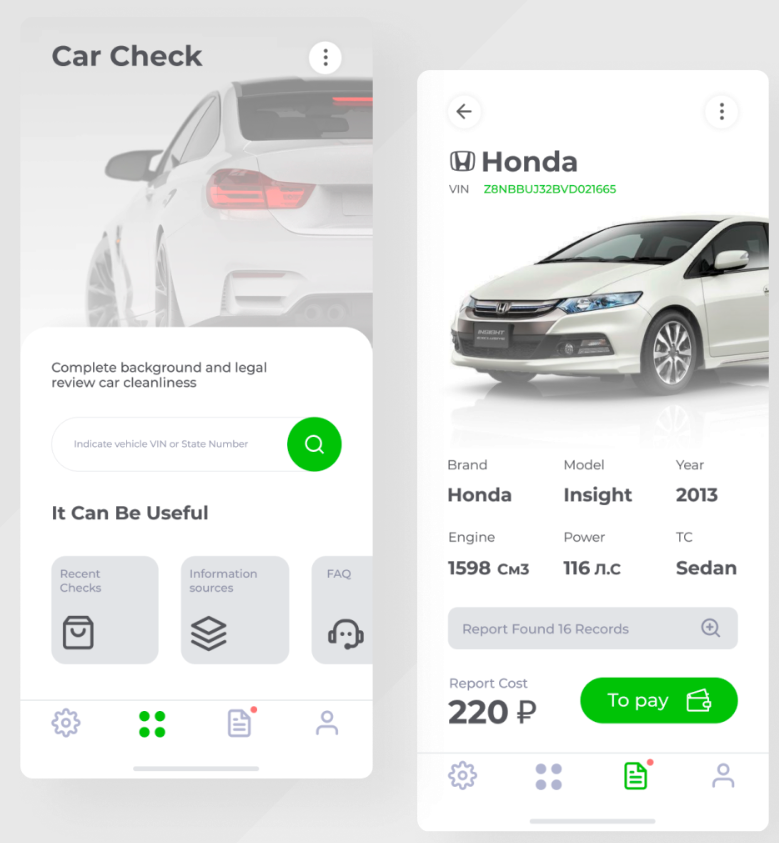 Car Check
Complete background and legal
review car cleanliness
Indicate vehicle VIN or State Number
It Can Be Useful
Recent
Checks
Information
sources
FAQ
Honda
VIN Z8NBBUJ32BVD021665
INSIGHT
Brand Model Year
Honda Insight 2013
Engine Power TC
1598 см3 116 л.с Sedan
Report Found 16 Records
Report Cost
220 ₽
To pay